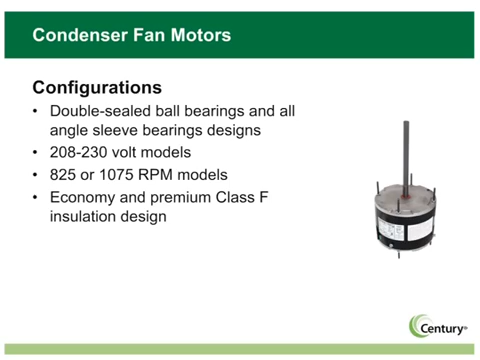 Condenser Fan Motors
Configurations
• Double-sealed ball bearings and all
angle sleeve bearings designs
• 208-230 volt models
• 825 or 1075 RPM models
• Economy and premium Class F
insulation design
Century®